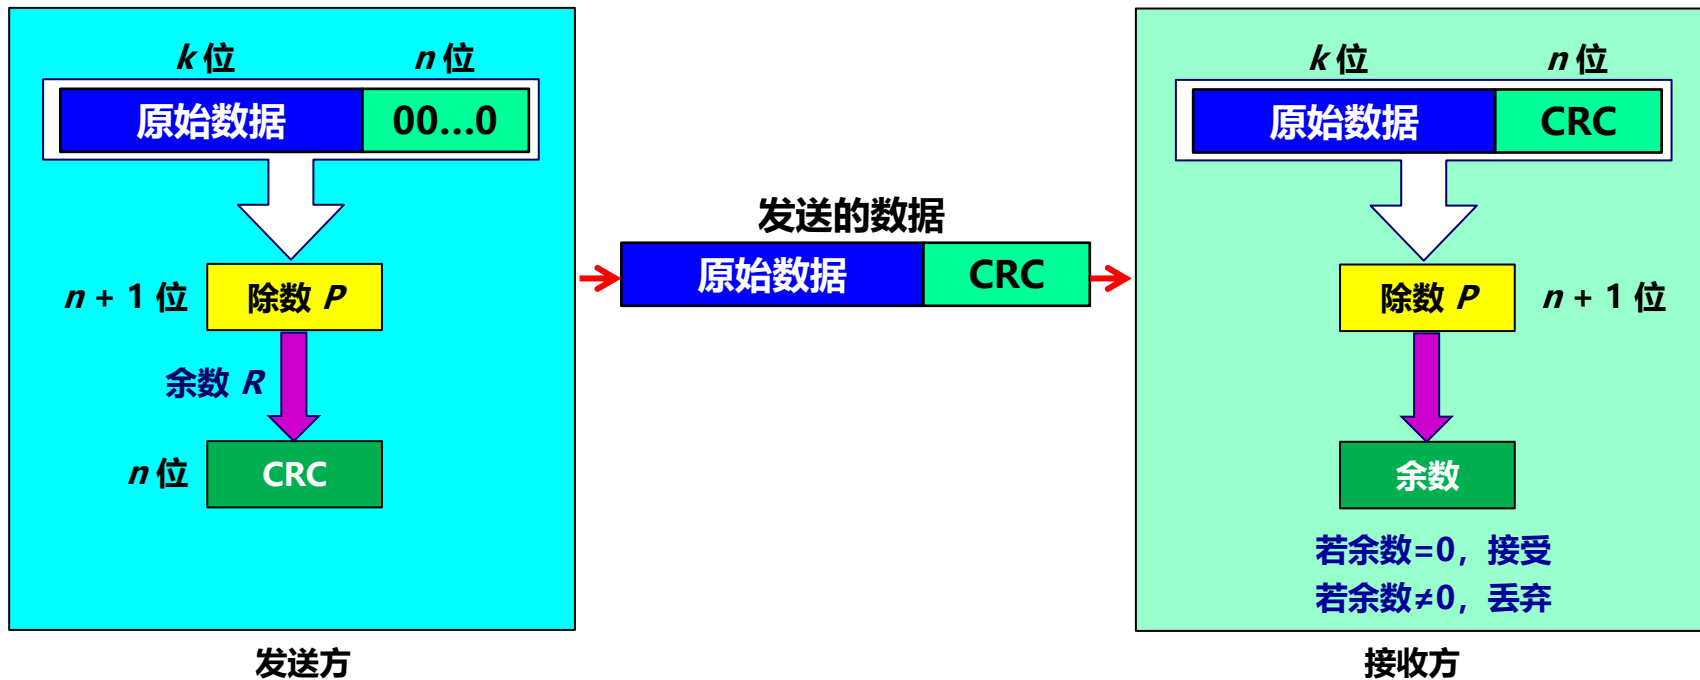 k 位
n 位
原始数据
00...0
n + 1 位
除数 P
余数 R
n 位
CRC
发送方
发送的数据
原始数据
CRC
k 位
n 位
原始数据
CRC
除数 P
n + 1 位
余数
若余数=0，接受
若余数≠0，丢弃
接收方